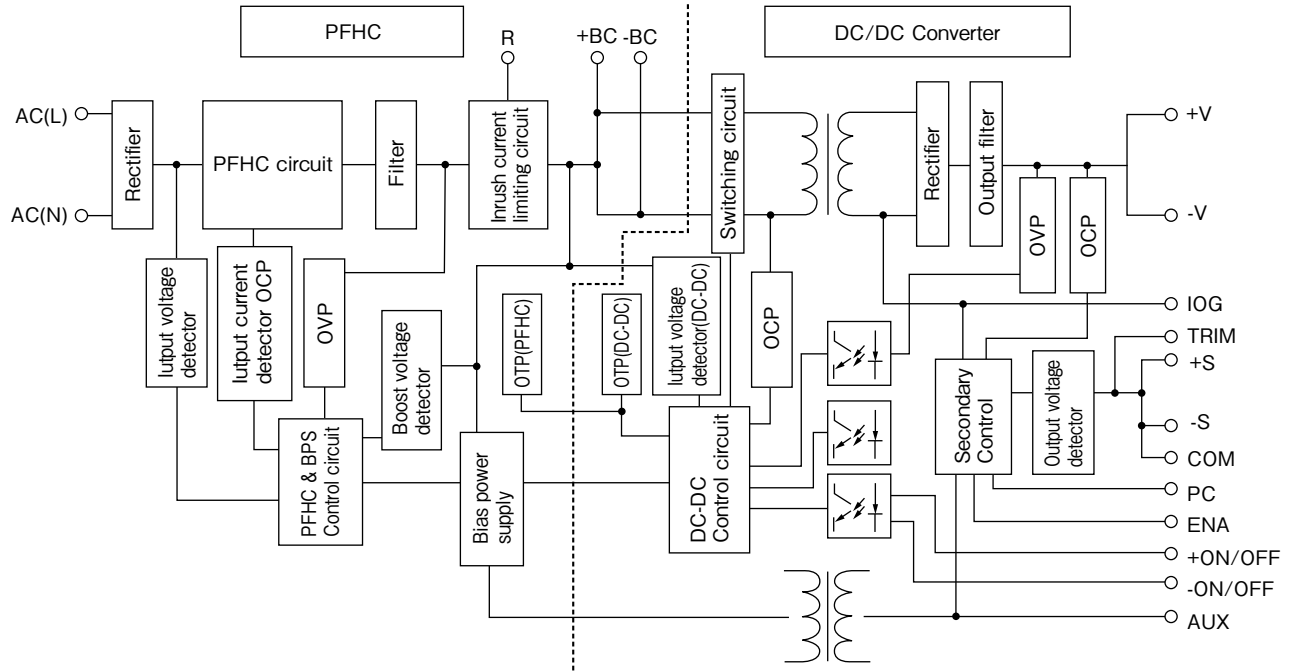 PFHC
DC/DC Converter
R
+BC
-BC
AC(L)
AC(N)
Rectifier
PFHC circuit
Filter
Inrush current
limiting circuit
Switching circuit
Rectifier
Output filter
+V
-V
OVP
OCP
Iutput voltage
detector
Iutput current
detector OCP
OVP
Boost voltage
detector
OTP(PFHC)
OTP(DC-DC)
Iutput voltage
detector(DC-DC)
OCP
IOG
TRIM
+S
-S
COM
PC
ENA
+ON/OFF
-ON/OFF
AUX
PFHC & BPS
Control circuit
Bias power
supply
DC-DC
Control circuit
Secondary
Control
Output voltage
detector